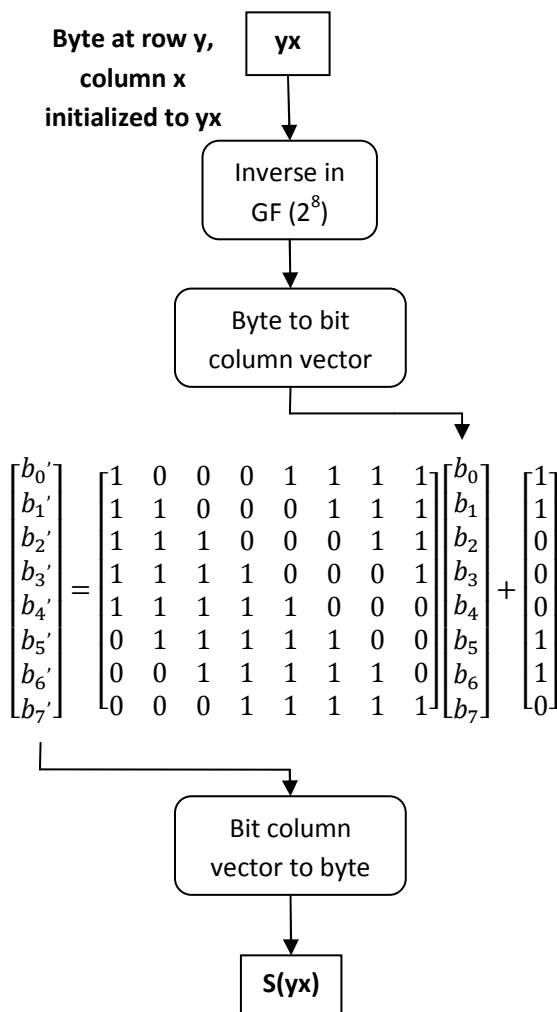 Byte at row y,
column x
initialized to yx
yx
Inverse in
GF (2⁸)
Byte to bit
column vector
b₀' 1 0 0 0 1 1 1 1 b₀ 1
b₁' 1 1 0 0 0 1 1 1 b₁ 1
b₂' 1 1 1 0 0 0 1 1 b₂ 0
b₃' 1 1 1 1 0 0 0 1 b₃ 0
b₄' = 1 1 1 1 1 0 0 0 b₄ + 0
b₅' 0 1 1 1 1 1 0 0 b₅ 1
b₆' 0 0 1 1 1 1 1 0 b₆ 1
b₇' 0 0 0 1 1 1 1 1 b₇ 0
Bit column
vector to byte
S(yx)